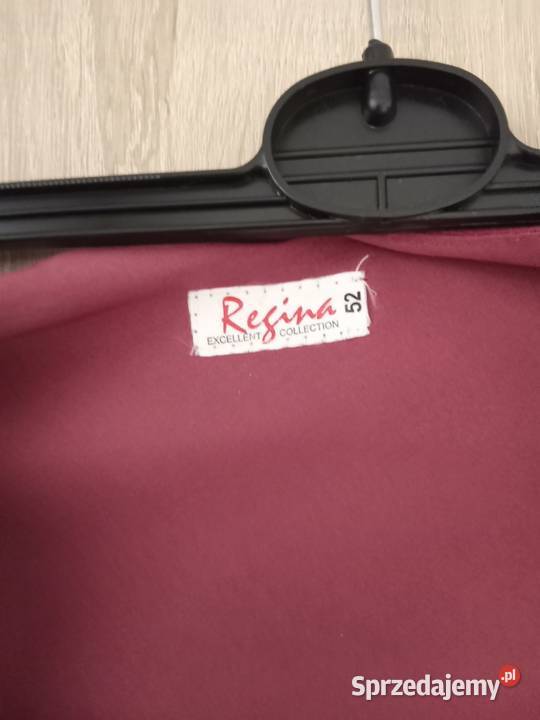 Regina
EXCELLENT COLLECTION
52
Sprzedajemy.pl